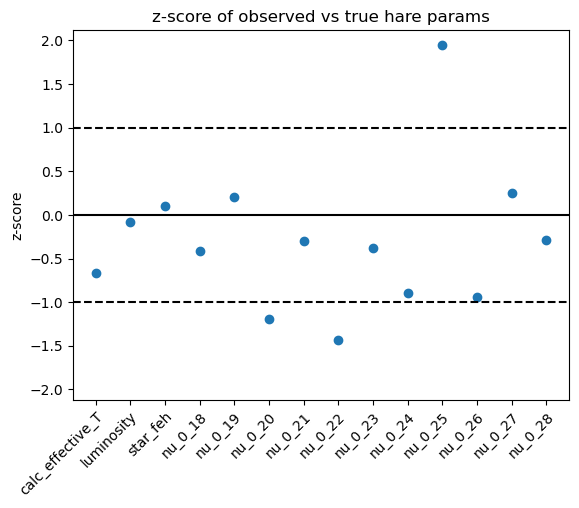 z-score of observed vs true hare params
z-score
2.0
1.5
1.0
0.5
0.0
−0.5
−1.0
−1.5
−2.0
calc_effective_T
luminosity
star_feh
nu_0_18
nu_0_19
nu_0_20
nu_0_21
nu_0_22
nu_0_23
nu_0_24
nu_0_25
nu_0_26
nu_0_27
nu_0_28